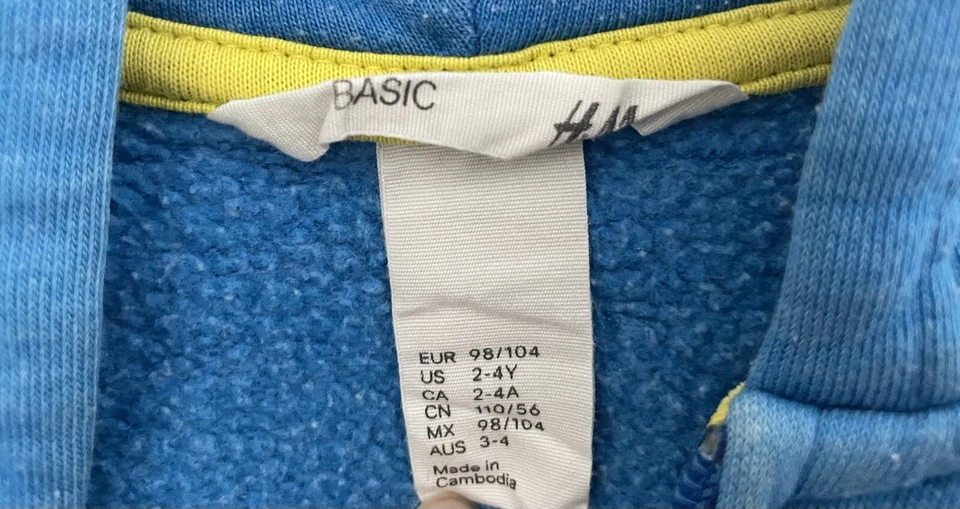 BASIC
H&M
EUR 98/104
US 2-4Y
CA 2-4A
CN 110/56
MX 98/104
AUS 3-4
Made in
Cambodia